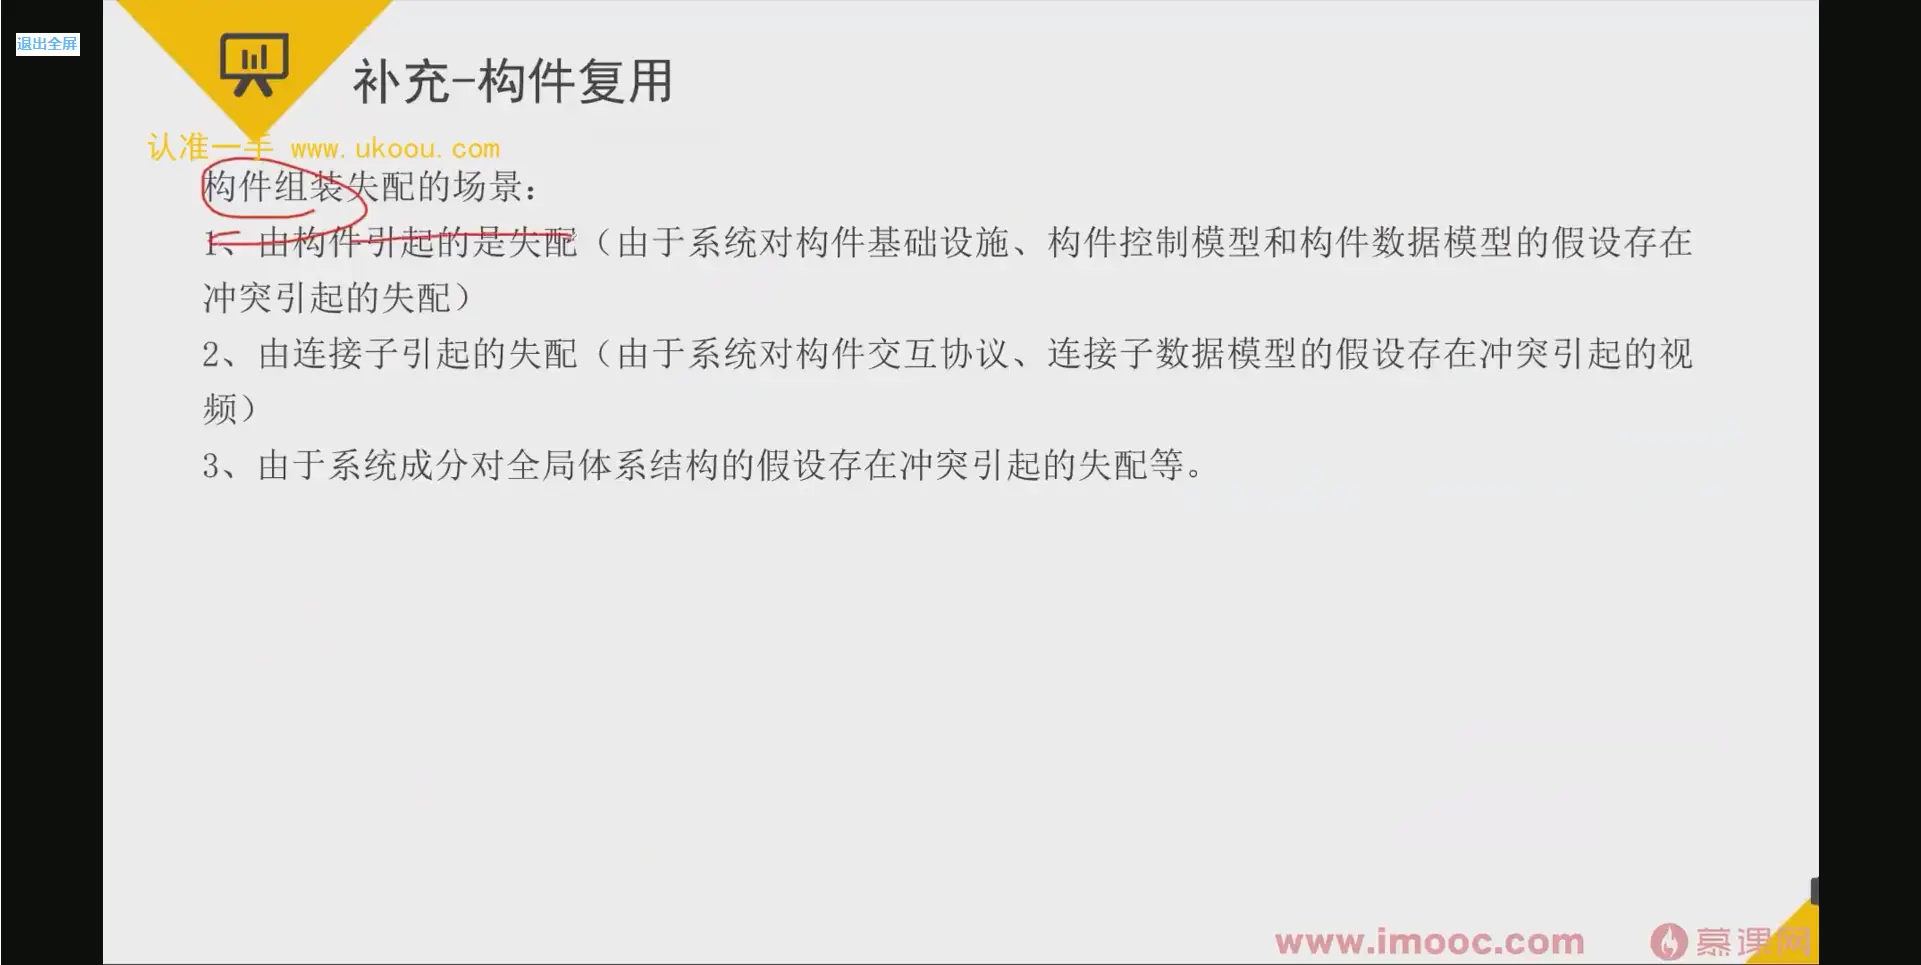 退出全屏
补充-构件复用
认准一手 www.ukoou.com
构件组装失配的场景：
1、由构件引起的是失配（由于系统对构件基础设施、构件控制模型和构件数据模型的假设存在
冲突引起的失配）
2、由连接子引起的失配（由于系统对构件交互协议、连接子数据模型的假设存在冲突引起的视
频）
3、由于系统成分对全局体系结构的假设存在冲突引起的失配等。
www.imooc.com 慕课网